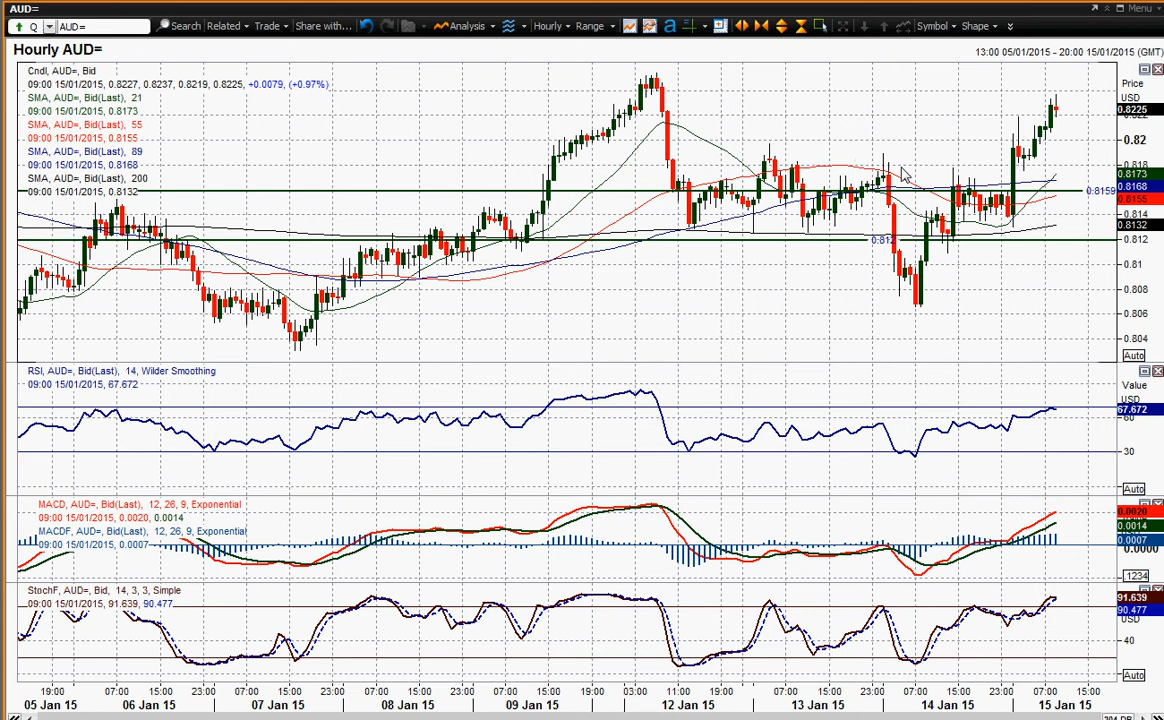 AUD=
Menu
Q AUD= Search Related Trade Share with... Analysis Hourly Range Symbol Shape
Hourly AUD=
13:00 05/01/2015 - 20:00 15/01/2015 (GMT)
Cndl, AUD=, Bid
09:00 15/01/2015, 0.8227, 0.8237, 0.8219, 0.8225, +0.0079, (+0.97%)
SMA, AUD=, Bid(Last), 21
09:00 15/01/2015, 0.8173
SMA, AUD=, Bid(Last), 55
09:00 15/01/2015, 0.8155
SMA, AUD=, Bid(Last), 89
09:00 15/01/2015, 0.8168
SMA, AUD=, Bid(Last), 200
09:00 15/01/2015, 0.8132
Price
USD
0.8225
0.82
0.818
0.8173
0.8168
0.8159
0.8155
0.814
0.8132
0.812
0.812
0.81
0.808
0.806
0.804
Auto
RSI, AUD=, Bid(Last), 14, Wilder Smoothing
09:00 15/01/2015, 67.672
Value
USD
67.672
60
30
Auto
MACD, AUD=, Bid(Last), 12, 26, 9, Exponential
09:00 15/01/2015, 0.0020, 0.0014
MACDF, AUD=, Bid(Last), 12, 26, 9, Exponential
09:00 15/01/2015, 0.0007
0.0020
0.0014
0.0007
0.0000
.1234
StochF, AUD=, Bid, 14, 3, 3, Simple
09:00 15/01/2015, 91.639, 90.477
91.639
90.477
USD
40
Auto
19:00 07:00 15:00 23:00 07:00 15:00 23:00 07:00 15:00 23:00 07:00 15:00 19:00 03:00 11:00 19:00 07:00 15:00 23:00 07:00 15:00 23:00 07:00 15:00
05 Jan 15 06 Jan 15 07 Jan 15 08 Jan 15 09 Jan 15 12 Jan 15 13 Jan 15 14 Jan 15 15 Jan 15